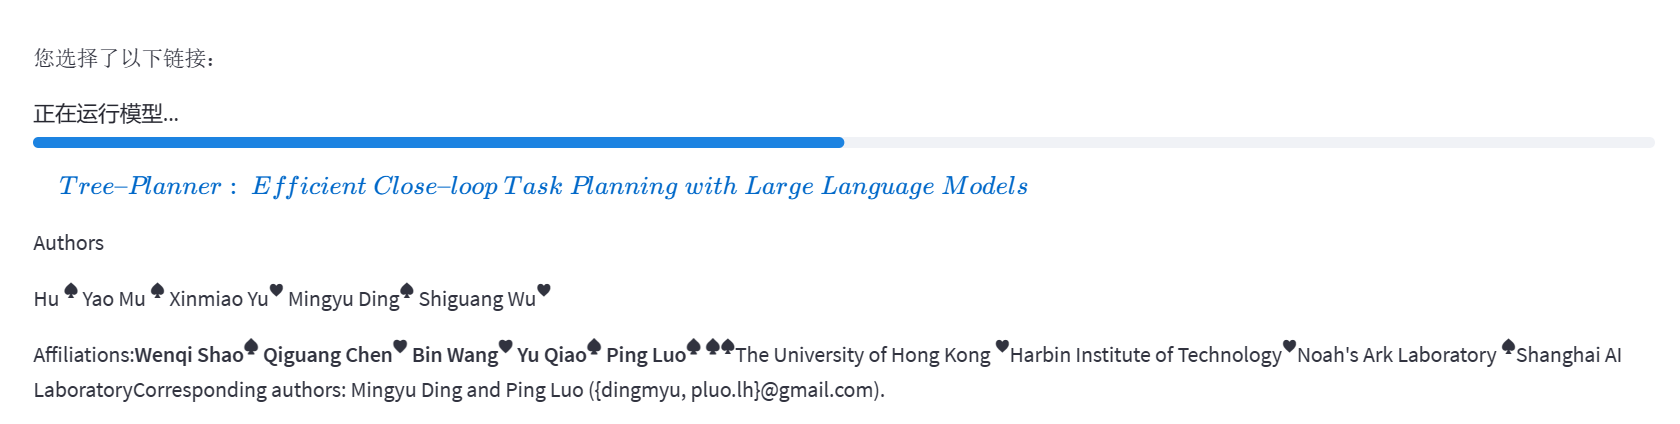 您选择了以下链接：
正在运行模型...
Tree–Planner : Efficient Close–loop Task Planning with Large Language Models
Authors
Hu ♠ Yao Mu ♠ Xinmiao Yu♥ Mingyu Ding♠ Shiguang Wu♥
Affiliations:Wenqi Shao♠ Qiguang Chen♥ Bin Wang♥ Yu Qiao♠ Ping Luo♠ ♠♠The University of Hong Kong ♥Harbin Institute of Technology♥Noah's Ark Laboratory ♠Shanghai AI
LaboratoryCorresponding authors: Mingyu Ding and Ping Luo ({dingmyu, pluo.lh}@gmail.com).